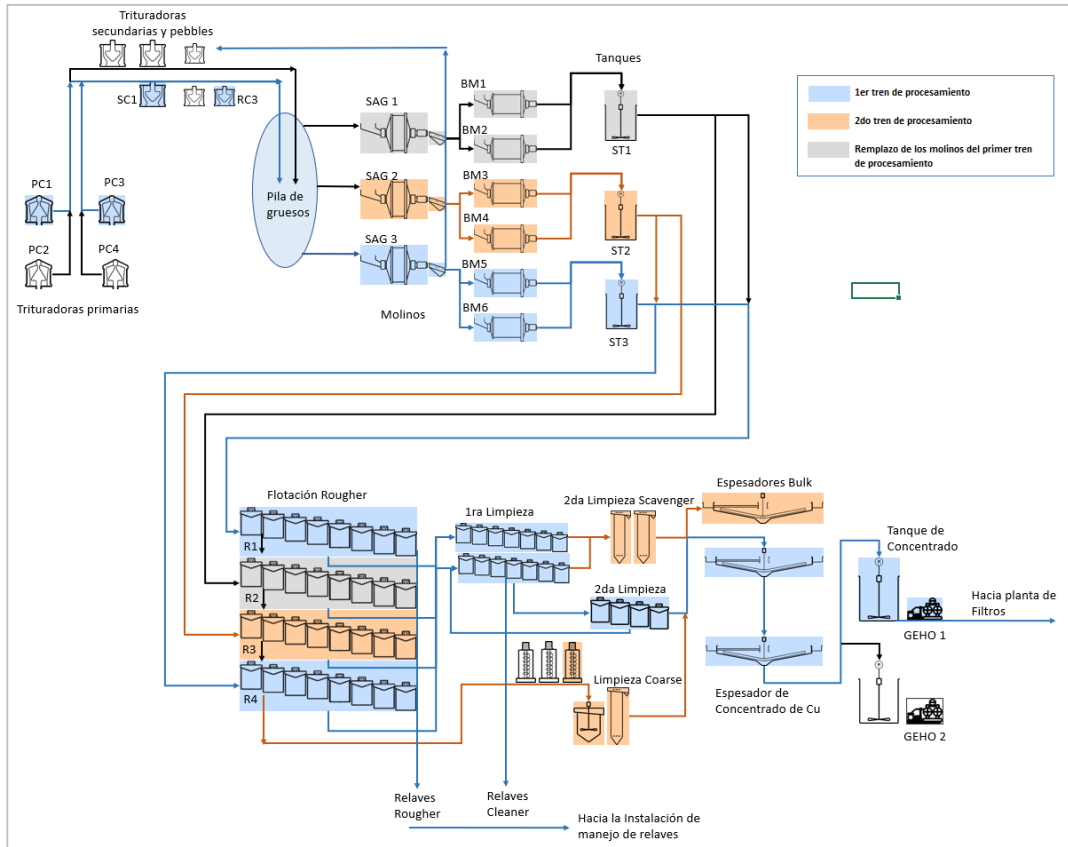 Trituradoras
secundarias y pebbles
SC1
RC3
PC1
PC3
PC2
PC4
Trituradoras primarias
Pila de
gruesos
SAG 1
SAG 2
SAG 3
Molinos
BM1
BM2
BM3
BM4
BM5
BM6
Tanques
ST1
ST2
ST3
1er tren de procesamiento
2do tren de procesamiento
Remplazo de los molinos del primer tren
de procesamiento
Flotación Rougher
R1
R2
R3
R4
1ra Limpieza
2da Limpieza Scavenger
2da Limpieza
Limpieza Coarse
Espesadores Bulk
Espesador de
Concentrado de Cu
Tanque de
Concentrado
GEHO 1
GEHO 2
Hacia planta de
Filtros
Relaves
Rougher
Relaves
Cleaner
Hacia la Instalación de
manejo de relaves